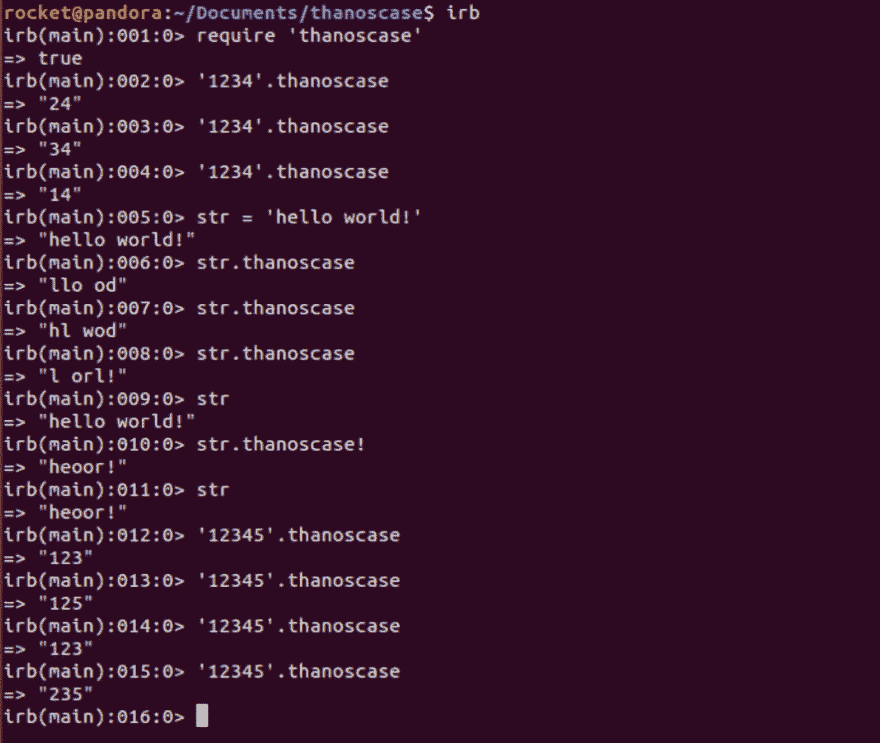 rocket@pandora:~/Documents/thanoscase$ irb
irb(main):001:0> require 'thanoscase'
=> true
irb(main):002:0> '1234'.thanoscase
=> "24"
irb(main):003:0> '1234'.thanoscase
=> "34"
irb(main):004:0> '1234'.thanoscase
=> "14"
irb(main):005:0> str = 'hello world!'
=> "hello world!"
irb(main):006:0> str.thanoscase
=> "llo od"
irb(main):007:0> str.thanoscase
=> "hl wod"
irb(main):008:0> str.thanoscase
=> "l orl!"
irb(main):009:0> str
=> "hello world!"
irb(main):010:0> str.thanoscase!
=> "heoor!"
irb(main):011:0> str
=> "heoor!"
irb(main):012:0> '12345'.thanoscase
=> "123"
irb(main):013:0> '12345'.thanoscase
=> "125"
irb(main):014:0> '12345'.thanoscase
=> "123"
irb(main):015:0> '12345'.thanoscase
=> "235"
irb(main):016:0>